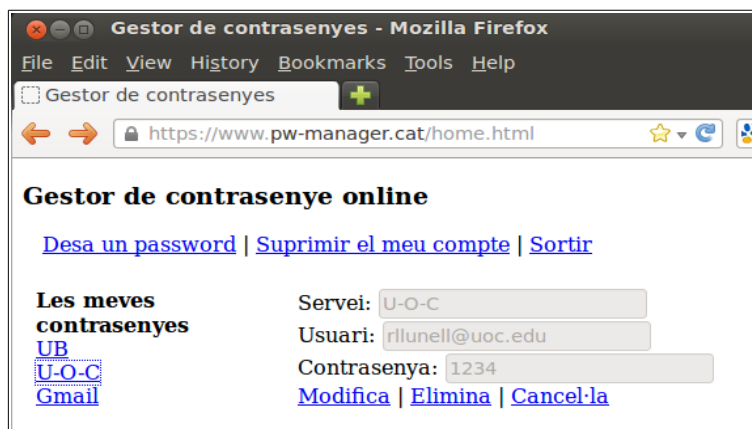 Gestor de contrasenyes - Mozilla Firefox
File Edit View History Bookmarks Tools Help
Gestor de contrasenyes
https://www.pw-manager.cat/home.html
Gestor de contrasenye online
Desa un password | Suprimir el meu compte | Sortir
Les meves
contrasenyes
UB
U-O-C
Gmail
Servei: U-O-C
Usuari: rllunell@uoc.edu
Contrasenya: 1234
Modifica | Elimina | Cancel·la